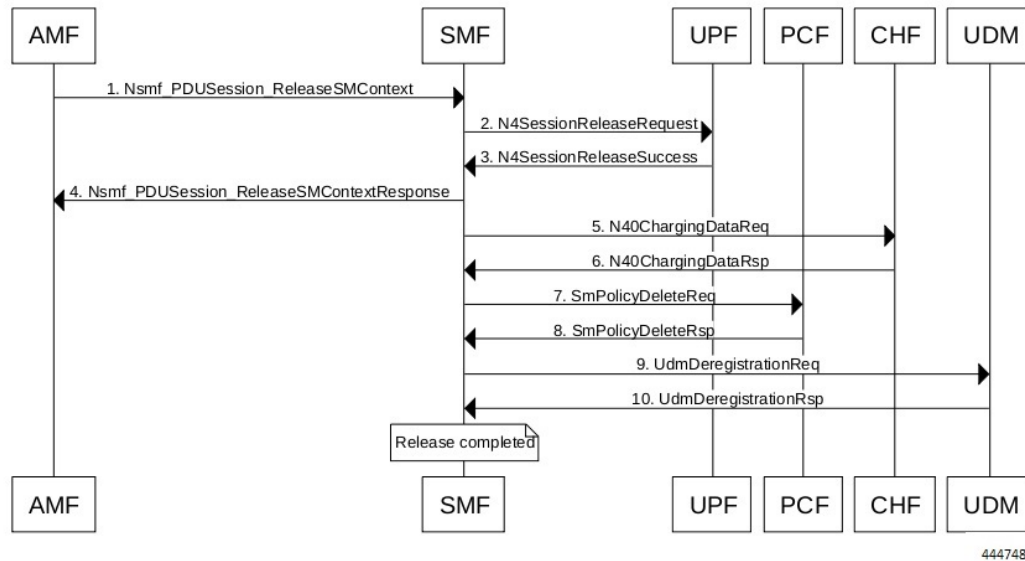 AMF SMF UPF PCF CHF UDM
1. Nsmf_PDUSession_ReleaseSMContext
2. N4SessionReleaseRequest
3. N4SessionReleaseSuccess
4. Nsmf_PDUSession_ReleaseSMContextResponse
5. N40ChargingDataReq
6. N40ChargingDataRsp
7. SmPolicyDeleteReq
8. SmPolicyDeleteRsp
9. UdmDeregistrationReq
10. UdmDeregistrationRsp
Release completed
AMF SMF UPF PCF CHF UDM
444748